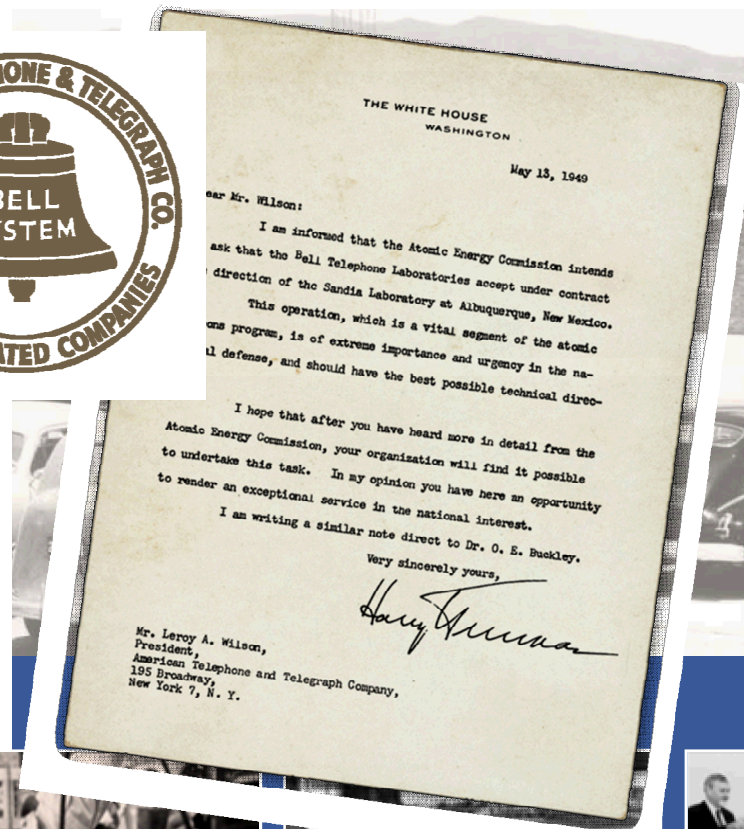 HONE & TELEGRAPH CO.
BELL
STEM
ATED COMPANIES
THE WHITE HOUSE
WASHINGTON
May 13, 1949
ear Mr. Wilson:
I am informed that the Atomic Energy Commission intends
ask that the Bell Telephone Laboratories accept under contract
direction of the Sandia Laboratory at Albuquerque, New Mexico.
This operation, which is a vital segment of the atomic
ons program, is of extreme importance and urgency in the na-
l defense, and should have the best possible technical direc-
I hope that after you have heard more in detail from the
Atomic Energy Commission, your organization will find it possible
to undertake this task. In my opinion you have here an opportunity
to render an exceptional service in the national interest.
I am writing a similar note direct to Dr. O. E. Buckley.
Very sincerely yours,
Harry Truman
Mr. Leroy A. Wilson,
President,
American Telephone and Telegraph Company,
195 Broadway,
New York 7, N. Y.